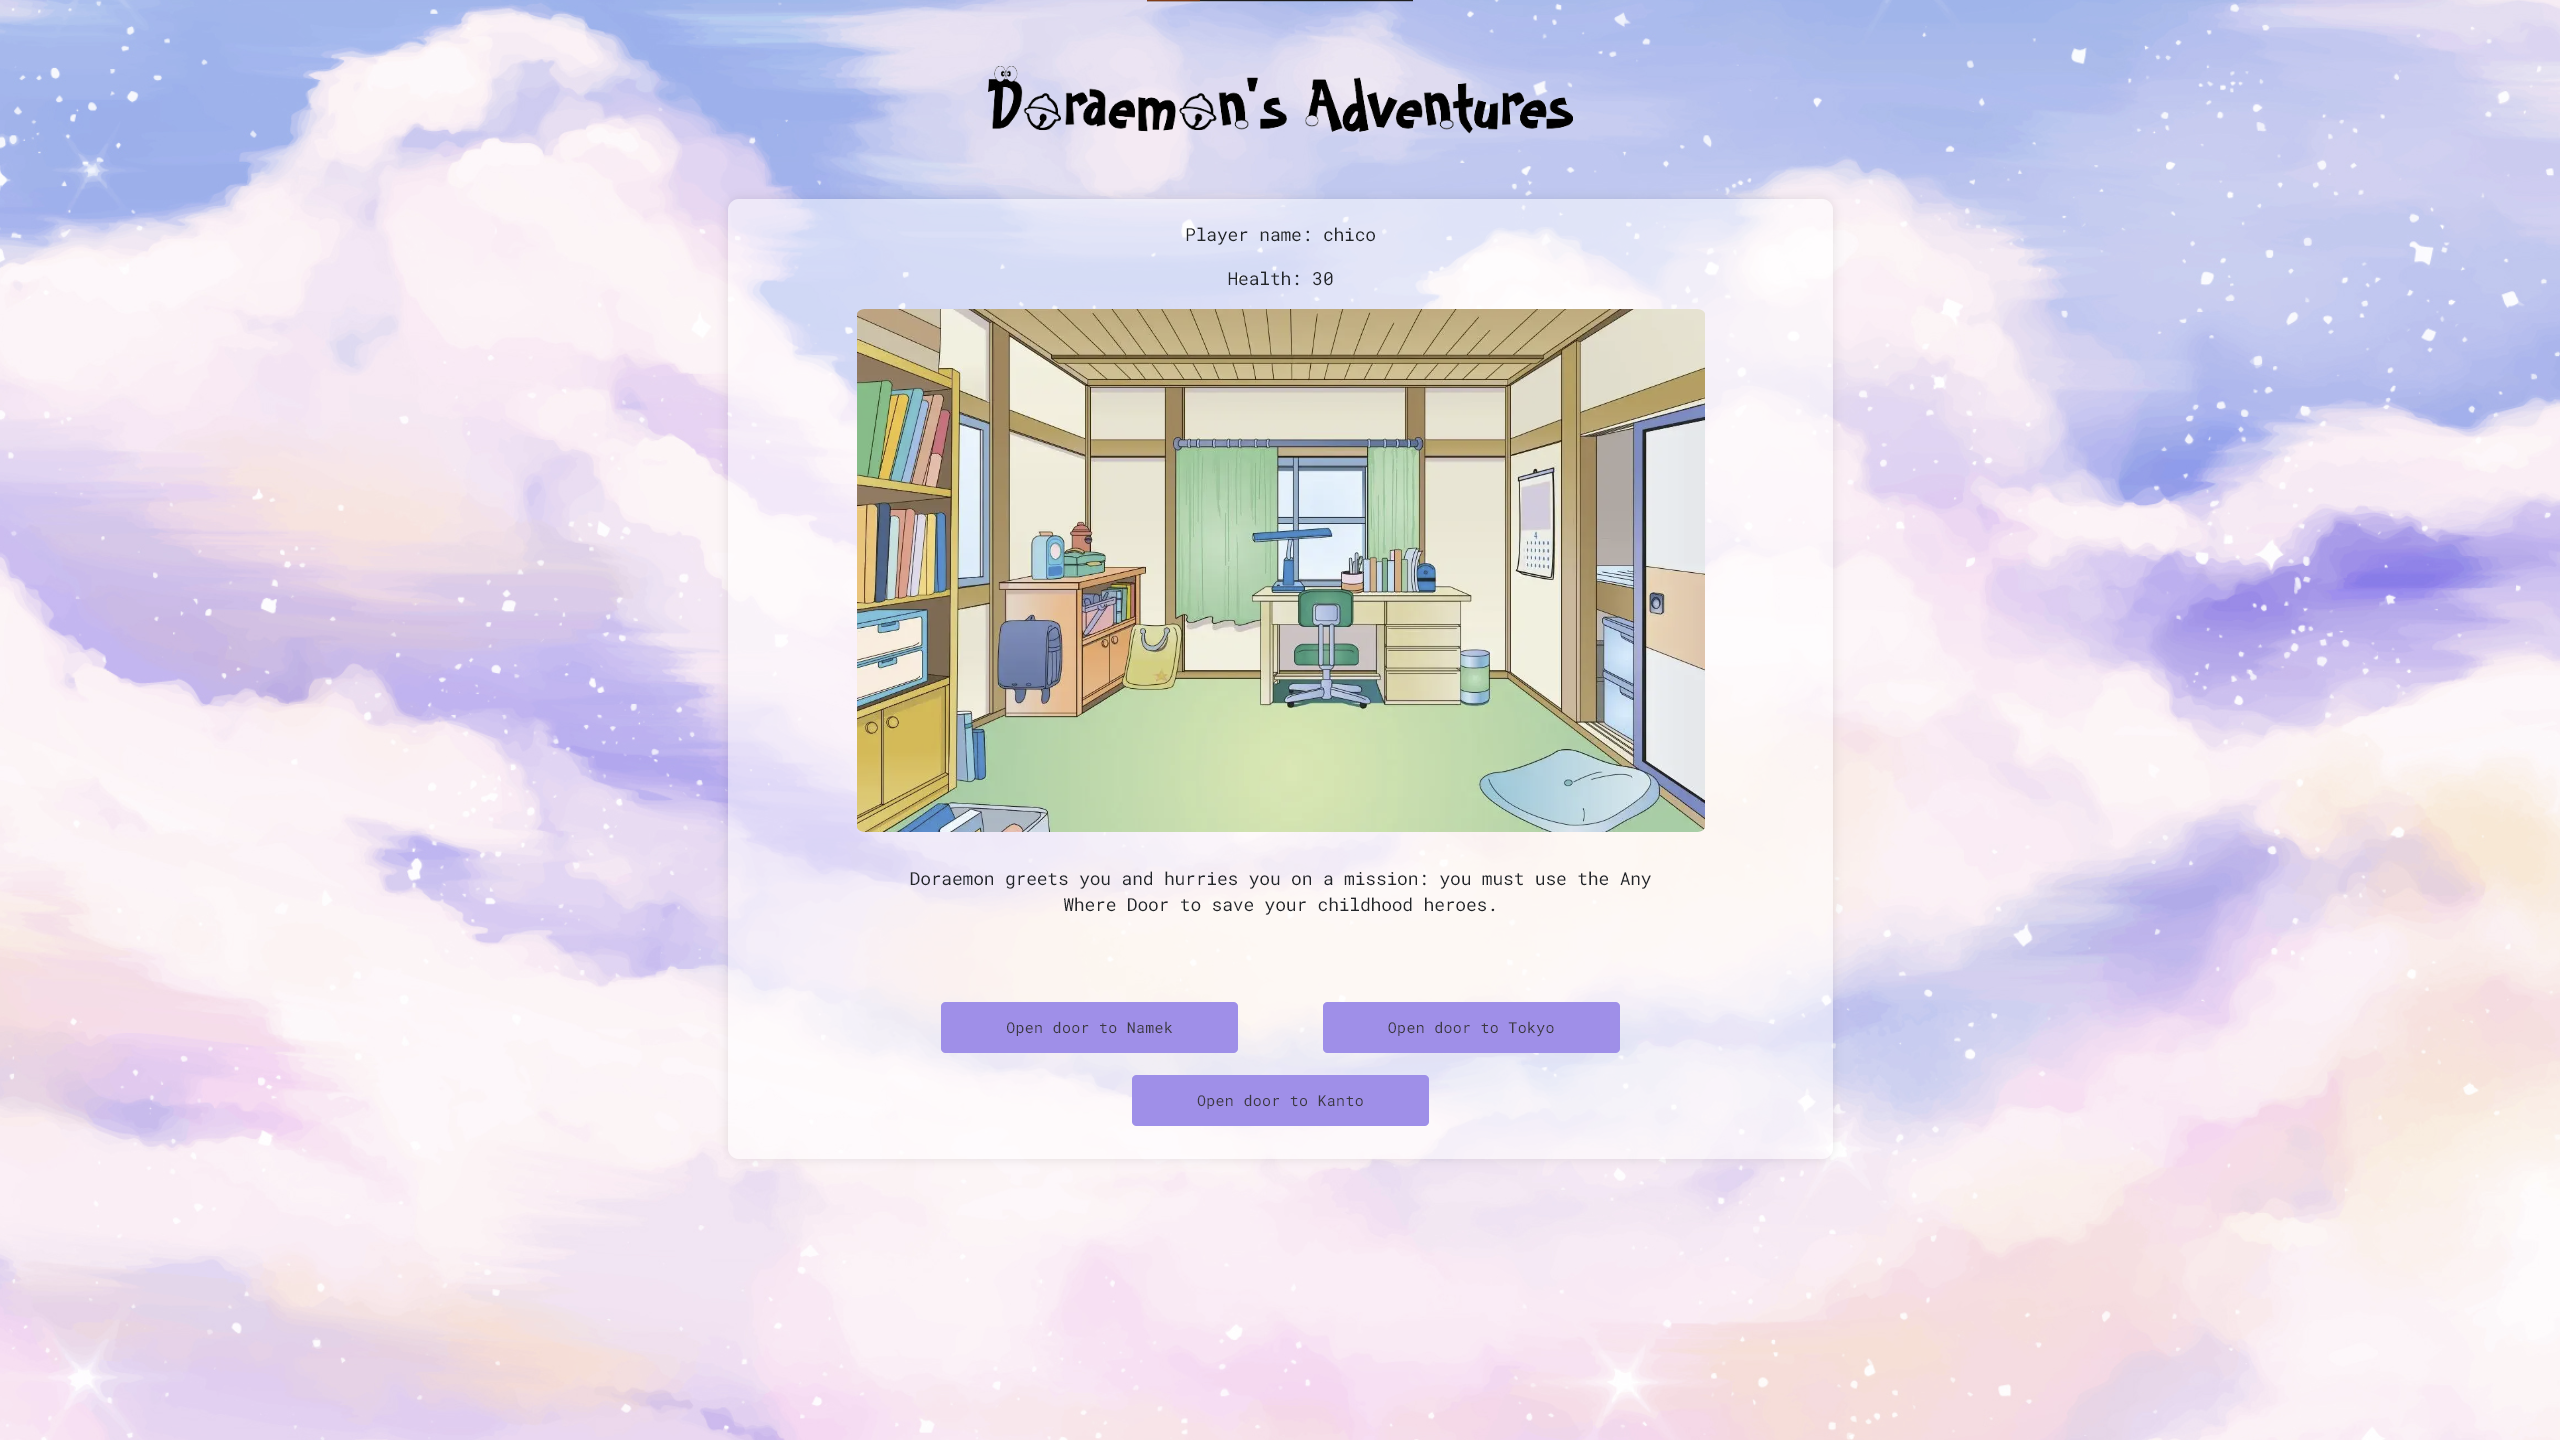 Doraemon's Adventures
Player name: chico
Health: 30
4
Doraemon greets you and hurries you on a mission: you must use the Any
Where Door to save your childhood heroes.
Open door to Namek
Open door to Tokyo
Open door to Kanto